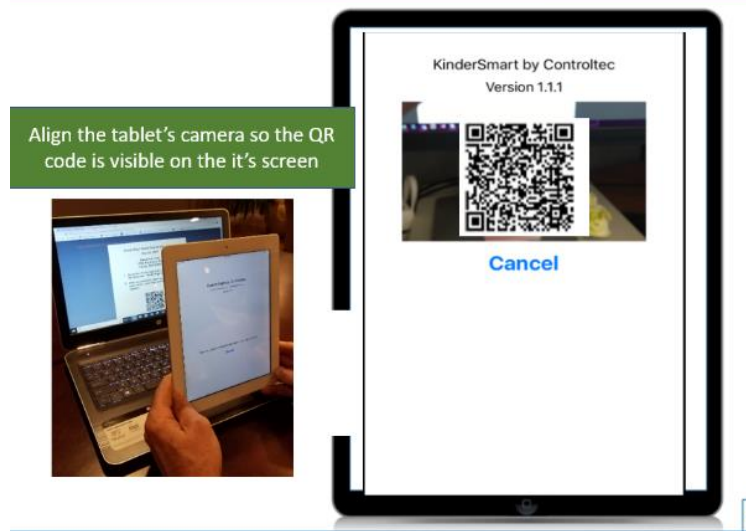 Align the tablet's camera so the QR
code is visible on the it's screen
KinderSmart by Controltec
Version 1.1.1
Cancel